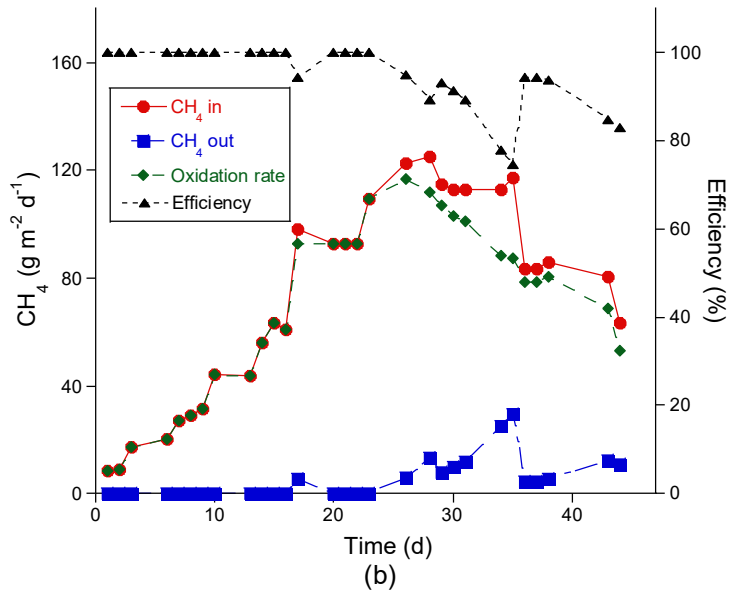 180
160
120
80
40
0
CH₄ (g m⁻² d⁻¹)
CH₄ in
CH₄ out
Oxidation rate
Efficiency
100
80
60
40
20
0
Efficiency (%)
0 10 20 30 40
Time (d)
(b)